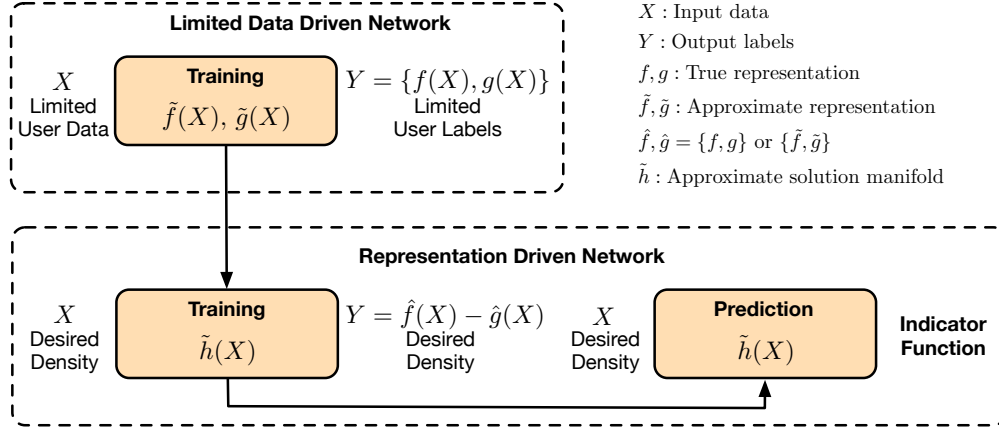 Limited Data Driven Network
X
Limited
User Data
Training
f̃(X), g̃(X)
Y = {f(X), g(X)}
Limited
User Labels
X : Input data
Y : Output labels
f, g : True representation
f̃, g̃ : Approximate representation
f̂, ĝ = {f, g} or {f̃, g̃}
h̃ : Approximate solution manifold
Representation Driven Network
X
Desired
Density
Training
h̃(X)
Y = f̂(X) − ĝ(X)
Desired
Density
X
Desired
Density
Prediction
h̃(X)
Indicator
Function